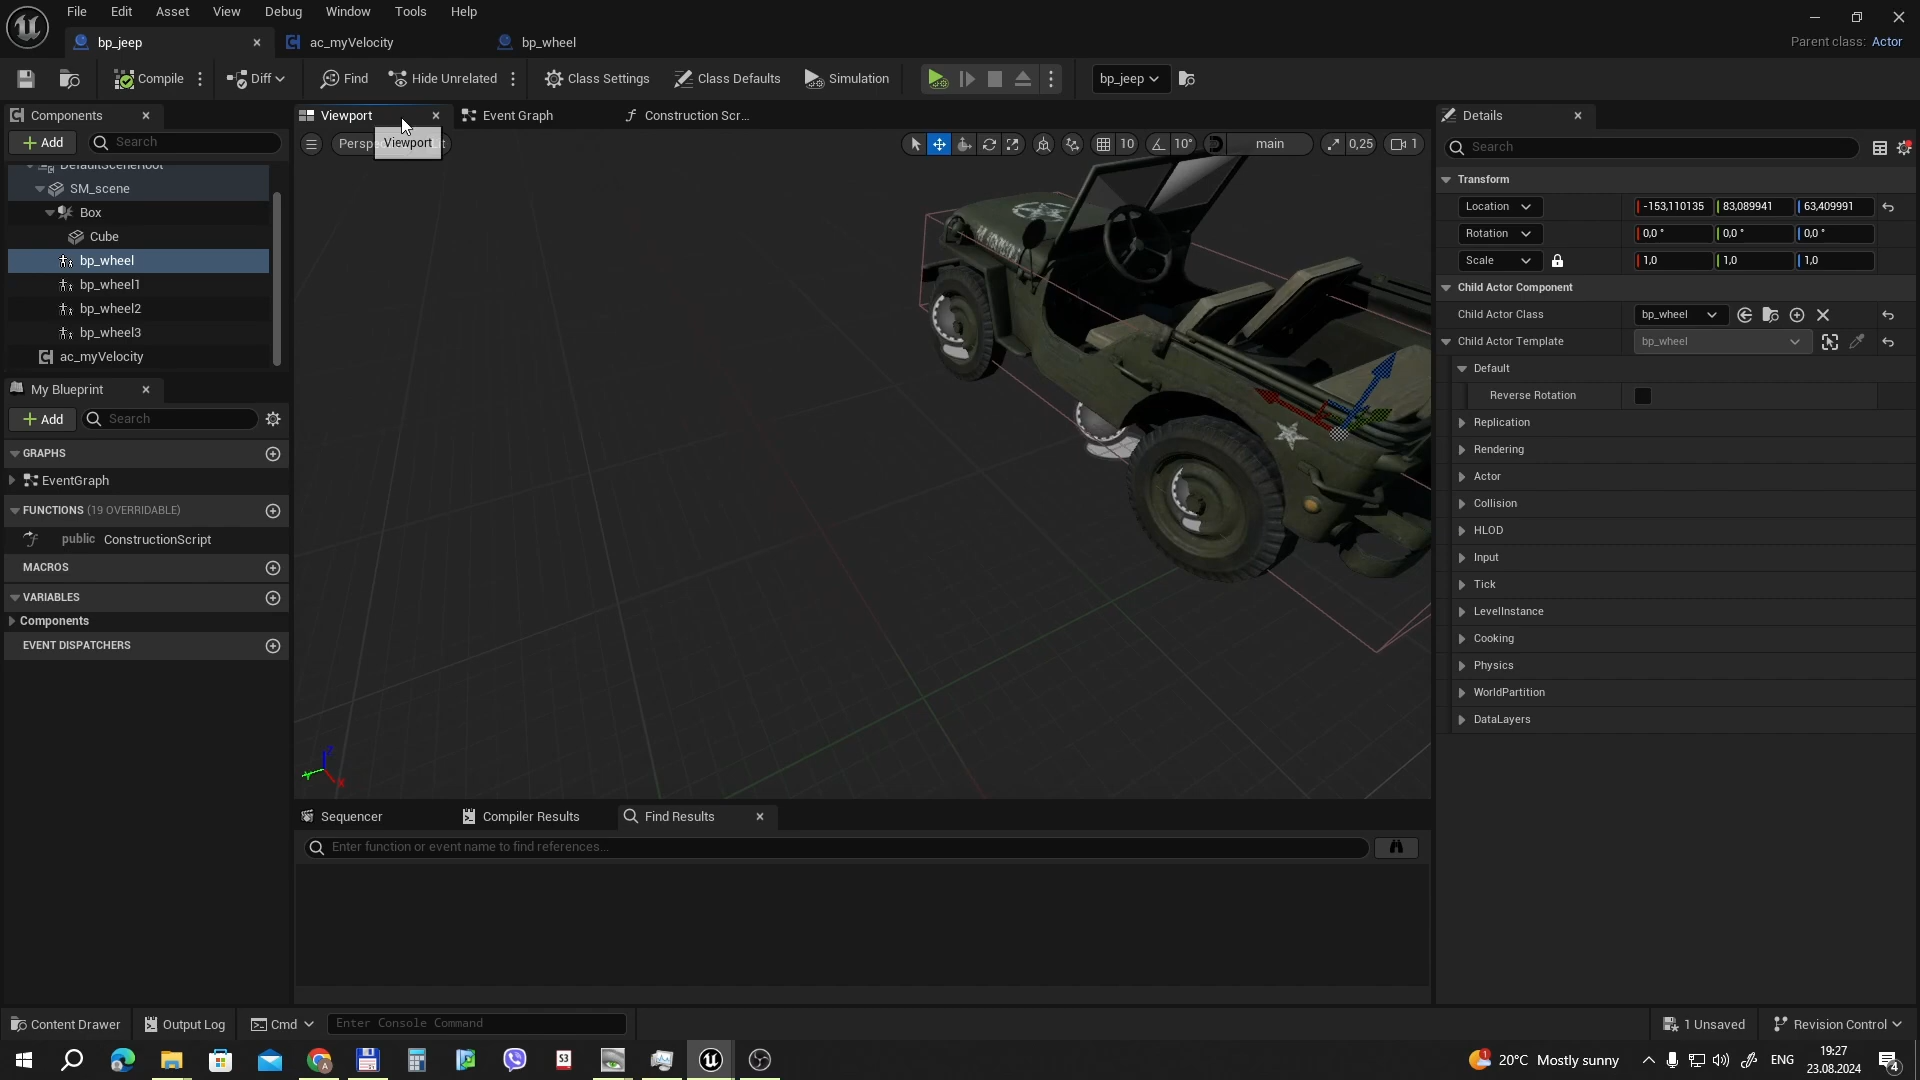 File Edit Asset View Debug Window Tools Help
bp_jeep ac_myVelocity bp_wheel
Parent class: Actor
Compile Diff Find Hide Unrelated Class Settings Class Defaults Simulation bp_jeep
Components
Add Search
DefaultSceneRoot
SM_scene
Box
Cube
bp_wheel
bp_wheel1
bp_wheel2
bp_wheel3
ac_myVelocity
My Blueprint
Add Search
GRAPHS
EventGraph
FUNCTIONS (19 OVERRIDABLE)
public ConstructionScript
MACROS
VARIABLES
Components
EVENT DISPATCHERS
Viewport Event Graph Construction Scr...
Viewport
10 10° main 0,25 1
Sequencer Compiler Results Find Results
Enter function or event name to find references...
Details
Search
Transform
Location -153,110135 83,089941 63,409991
Rotation 0,0 ° 0,0 ° 0,0 °
Scale 1,0 1,0 1,0
Child Actor Component
Child Actor Class bp_wheel
Child Actor Template bp_wheel
Default
Reverse Rotation
Replication
Rendering
Actor
Collision
HLOD
Input
Tick
LevelInstance
Cooking
Physics
WorldPartition
DataLayers
Content Drawer Output Log Cmd Enter Console Command 1 Unsaved Revision Control
20°C Mostly sunny ENG 19:27
23.08.2024